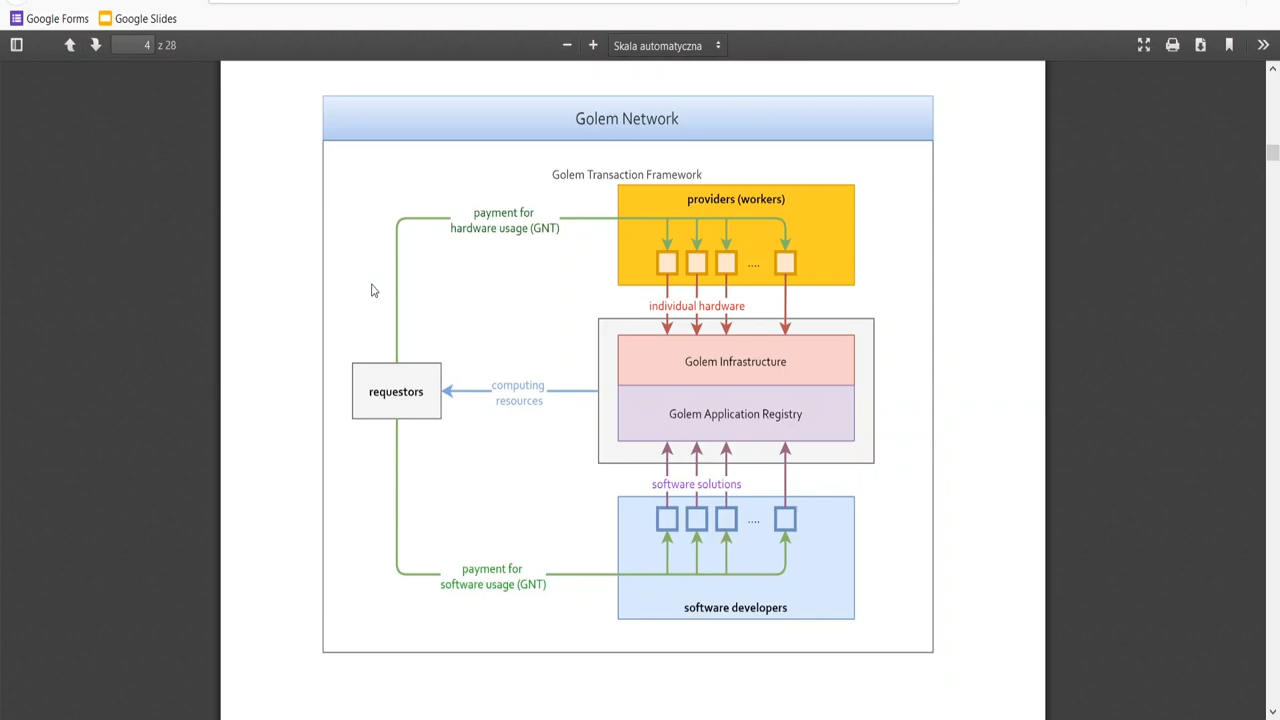 Google Forms
Google Slides
4 z 28
Skala automatyczna
Golem Network
Golem Transaction Framework
providers (workers)
payment for
hardware usage (GNT)
....
individual hardware
Golem Infrastructure
requestors
computing
resources
Golem Application Registry
software solutions
....
payment for
software usage (GNT)
software developers